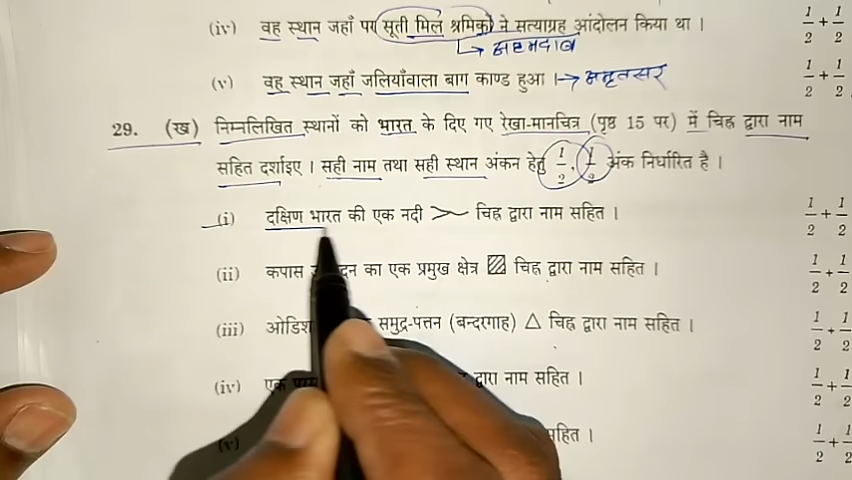 (iv) वह स्थान जहाँ पर सूती मिल श्रमिकों ने सत्याग्रह आंदोलन किया था । 1/2 + 1/2
→ अहमदाबाद
(v) वह स्थान जहाँ जलियाँवाला बाग काण्ड हुआ । → अमृतसर 1/2 + 1/2
29. (ख) निम्नलिखित स्थानों को भारत के दिए गए रेखा-मानचित्र (पृष्ठ 15 पर) में चिह्न द्वारा नाम
सहित दर्शाइए । सही नाम तथा सही स्थान अंकन हेतु 1/2, 1/2 अंक निर्धारित है ।
(i) दक्षिण भारत की एक नदी चिह्न द्वारा नाम सहित । 1/2 + 1/2
(ii) कपास का एक प्रमुख क्षेत्र चिह्न द्वारा नाम सहित । 1/2 + 1/2
(iii) समुद्र-पत्तन (बन्दरगाह) △ चिह्न द्वारा नाम सहित । 1/2 + 1/2
(iv) एक द्वारा नाम सहित । 1/2 + 1/2
(v) सहित । 1/2 + 1/2